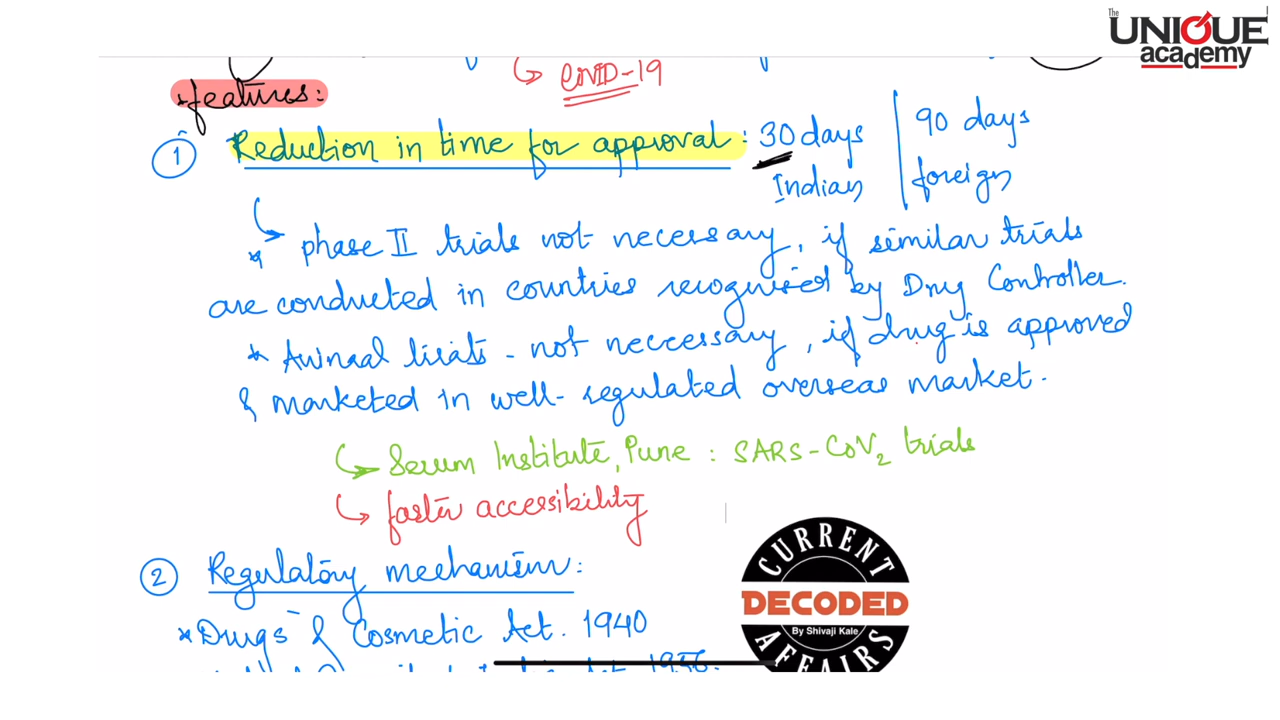 The
UNIQUE
academy
↳ COVID-19
*features:
① Reduction in time for approval : 30 days | 90 days
Indian | foreign
↳ * phase II trials not necessary, if similar trials
are conducted in countries recognised by Drug Controller.
* Animal trials - not necessary, if drug is approved
& marketed in well-regulated overseas market.
↳ Serum Institute, Pune : SARS-CoV2 trials
↳ faster accessibility
② Regulatory mechanism:
* Drugs & Cosmetic Act. 1940
1956.
CURRENT
DECODED
By Shivaji Kale
AFFAIRS